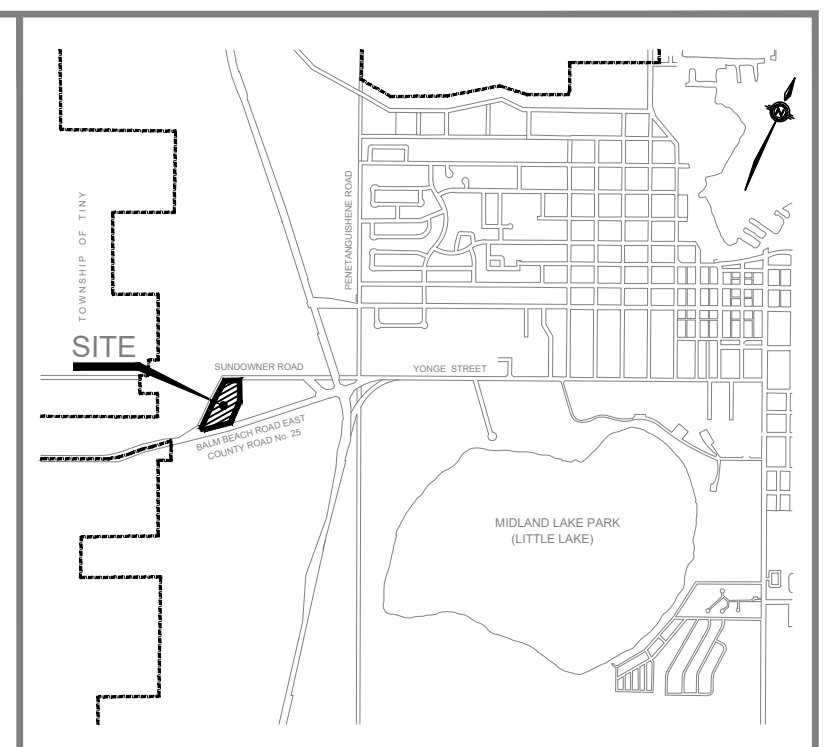 TOWNSHIP OF TINY
PENETANGUISHENE ROAD
N
SITE
SUNDOWNER ROAD
YONGE STREET
BALM BEACH ROAD EAST
COUNTY ROAD No. 25
MIDLAND LAKE PARK
(LITTLE LAKE)